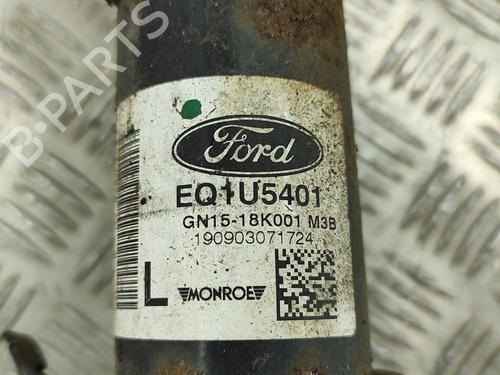 B-PARTS
Ford
EQ1U5401
GN15-18K001 M3B
190903071724
L
MONROE